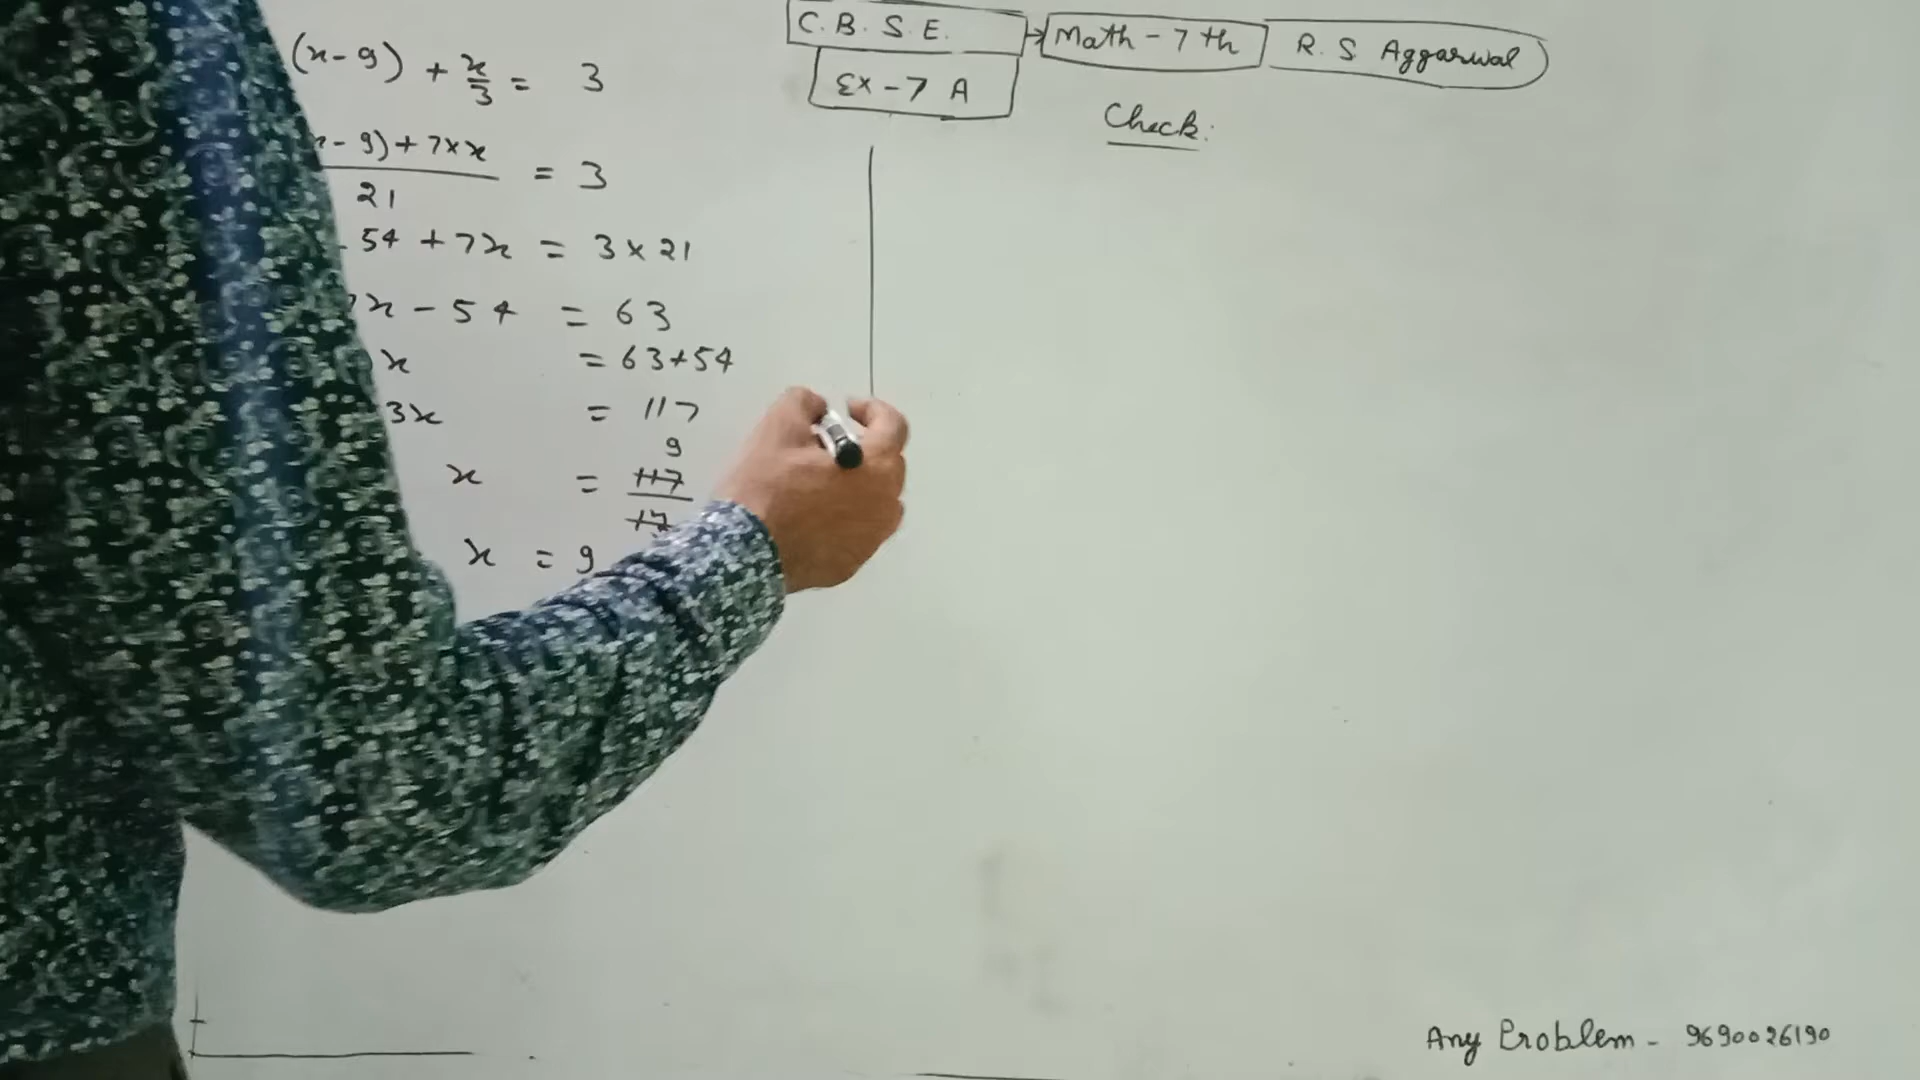 C. B. S. E. → Math - 7 th R. S Aggarwal
Ex - 7 A
Check:
(x - 9) + x/3 = 3
- 9) + 7 × x / 21 = 3
- 54 + 7x = 3 × 21
x - 54 = 63
x = 63 + 54
3x = 117
x = 117/13 9
x = 9
Any Problem - 9690026190